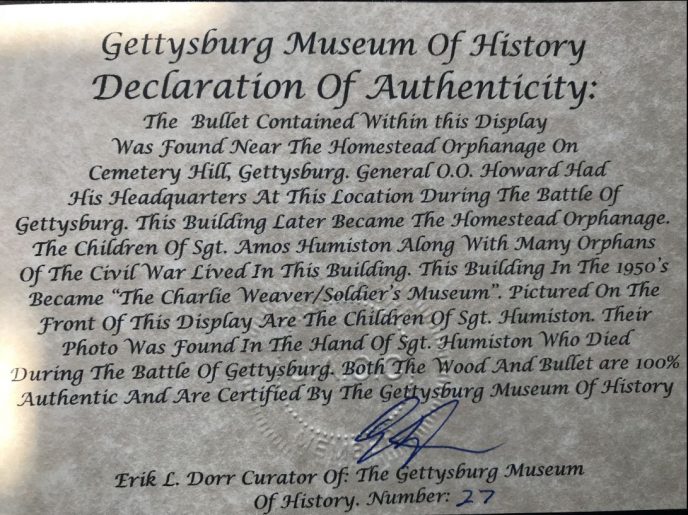 Gettysburg Museum Of History
Declaration Of Authenticity:
The Bullet Contained Within this Display
Was Found Near The Homestead Orphanage On
Cemetery Hill, Gettysburg. General O.O. Howard Had
His Headquarters At This Location During The Battle Of
Gettysburg. This Building Later Became The Homestead Orphanage.
The Children Of Sgt. Amos Humiston Along With Many Orphans
Of The Civil War Lived In This Building. This Building In The 1950's
Became "The Charlie Weaver/Soldier's Museum". Pictured On The
Front Of This Display Are The Children Of Sgt. Humiston. Their
Photo Was Found In The Hand Of Sgt. Humiston Who Died
During The Battle Of Gettysburg. Both The Wood And Bullet are 100%
Authentic And Are Certified By The Gettysburg Museum Of History
Erik L. Dorr Curator Of: The Gettysburg Museum
Of History. Number: 27